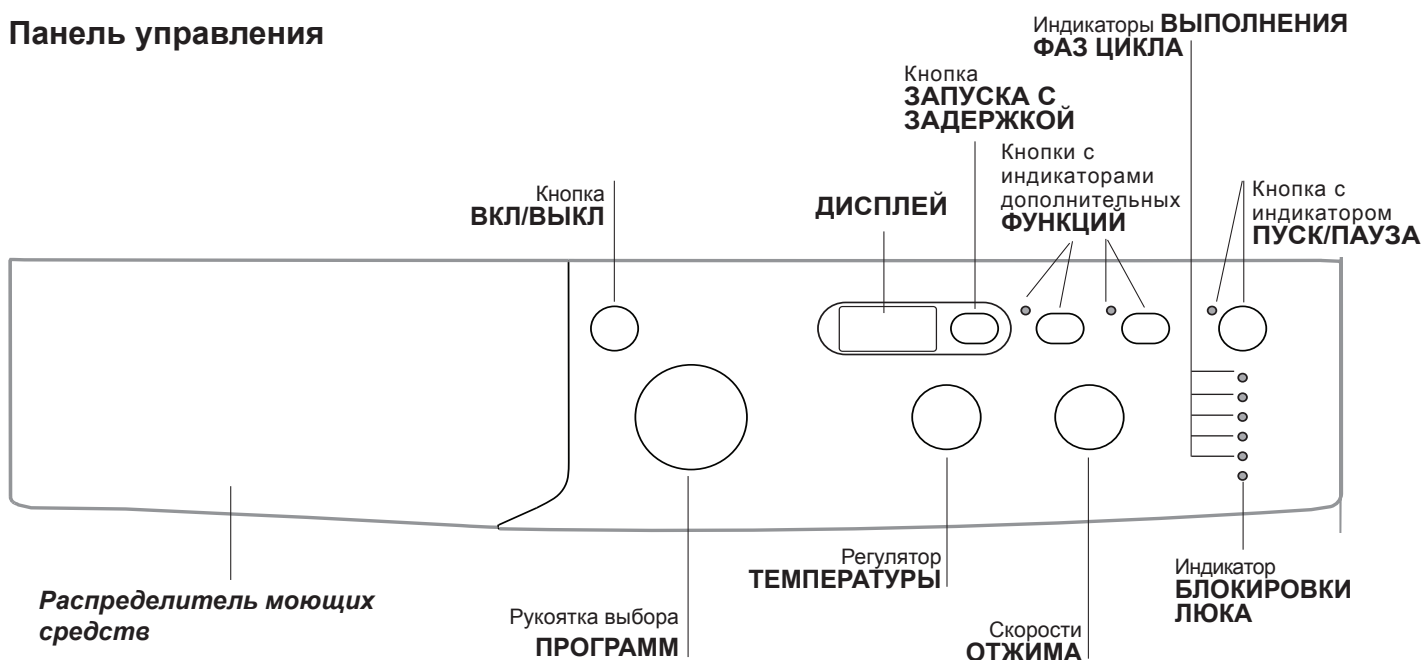 Панель управления
Индикаторы ВЫПОЛНЕНИЯ
ФАЗ ЦИКЛА
Кнопка
ЗАПУСКА С
ЗАДЕРЖКОЙ
Кнопки с
индикаторами
дополнительных
ФУНКЦИЙ
Кнопка
ВКЛ/ВЫКЛ
ДИСПЛЕЙ
Кнопка с
индикатором
ПУСК/ПАУЗА
Распределитель моющих
средств
Рукоятка выбора
ПРОГРАММ
Регулятор
ТЕМПЕРАТУРЫ
Скорости
ОТЖИМА
Индикатор
БЛОКИРОВКИ
ЛЮКА